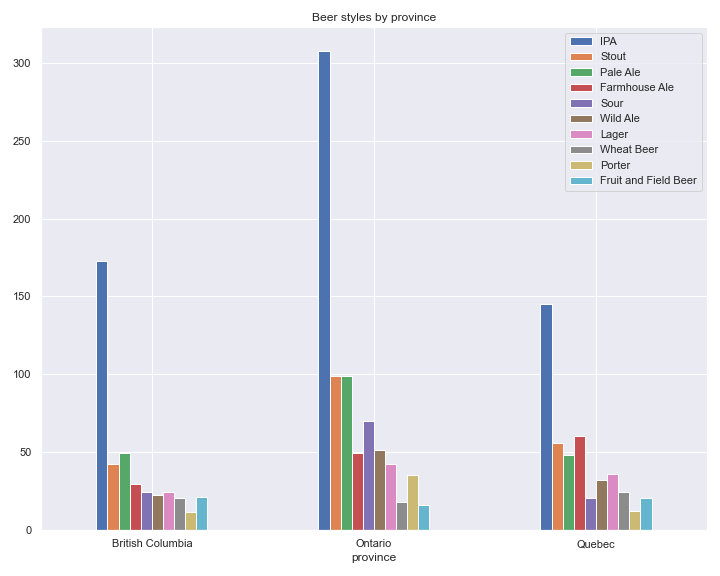 Beer styles by province
IPA
Stout
Pale Ale
Farmhouse Ale
Sour
Wild Ale
Lager
Wheat Beer
Porter
Fruit and Field Beer
300
250
200
150
100
50
0
British Columbia Ontario Quebec
province